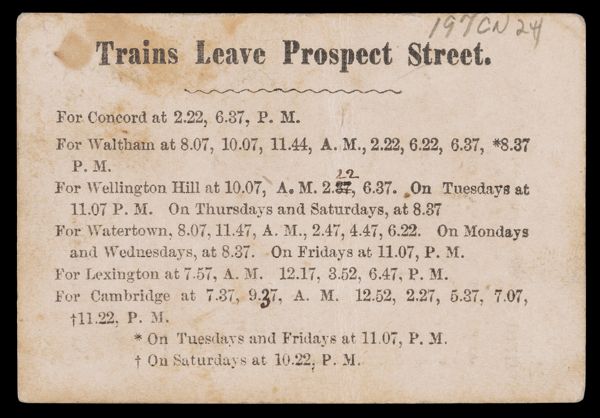 197 CN 24
Trains Leave Prospect Street.
For Concord at 2.22, 6.37, P. M.
For Waltham at 8.07, 10.07, 11.44, A. M., 2.22, 6.22, 6.37, *8.37
P. M.
22
For Wellington Hill at 10.07, A. M. 2.37, 6.37. On Tuesdays at
11.07 P. M. On Thursdays and Saturdays, at 8.37
For Watertown, 8.07, 11.47, A. M., 2.47, 4.47, 6.22. On Mondays
and Wednesdays, at 8.37. On Fridays at 11.07, P. M.
For Lexington at 7.57, A. M. 12.17, 3.52, 6.47, P. M.
For Cambridge at 7.37, 9.37, A. M. 12.52, 2.27, 5.37, 7.07,
†11.22, P. M.
* On Tuesdays and Fridays at 11.07, P. M.
† On Saturdays at 10.22, P. M.